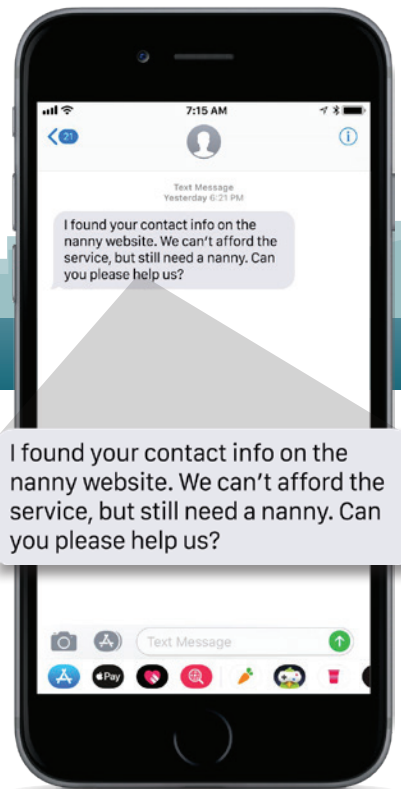 7:15 AM
21
Text Message
Yesterday 6:21 PM
I found your contact info on the
nanny website. We can't afford the
service, but still need a nanny. Can
you please help us?
I found your contact info on the
nanny website. We can't afford the
service, but still need a nanny. Can
you please help us?
Text Message
Pay